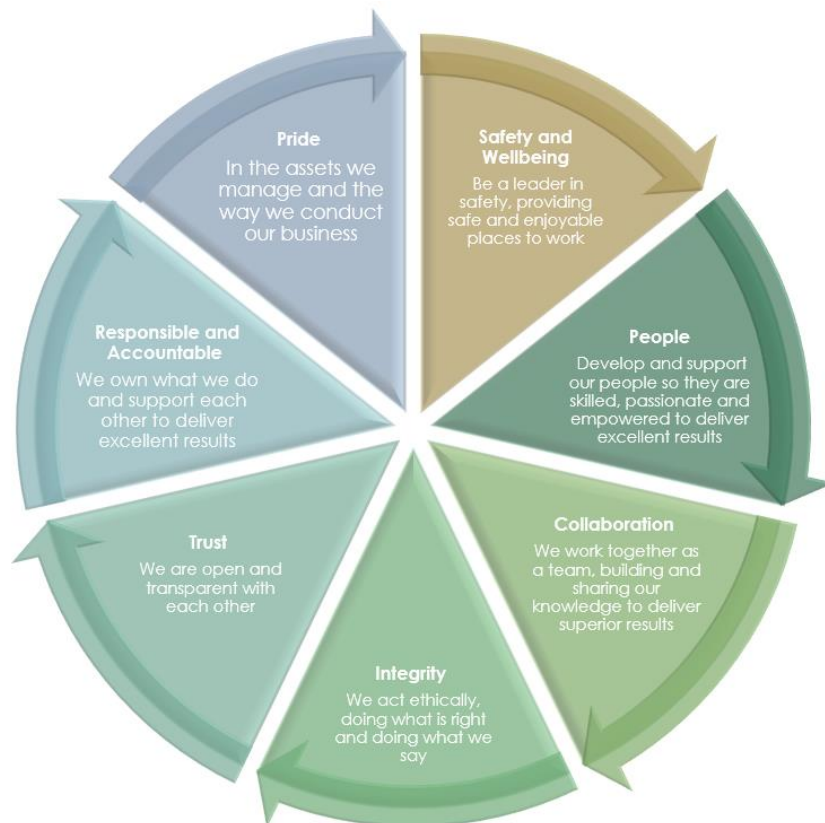 Pride
In the assets we
manage and the
way we conduct
our business
Safety and
Wellbeing
Be a leader in
safety, providing
safe and enjoyable
places to work
People
Develop and support
our people so they are
skilled, passionate and
empowered to deliver
excellent results
Collaboration
We work together as
a team, building and
sharing our
knowledge to deliver
superior results
Integrity
We act ethically,
doing what is right
and doing what we
say
Trust
We are open and
transparent with
each other
Responsible and
Accountable
We own what we do
and support each
other to deliver
excellent results